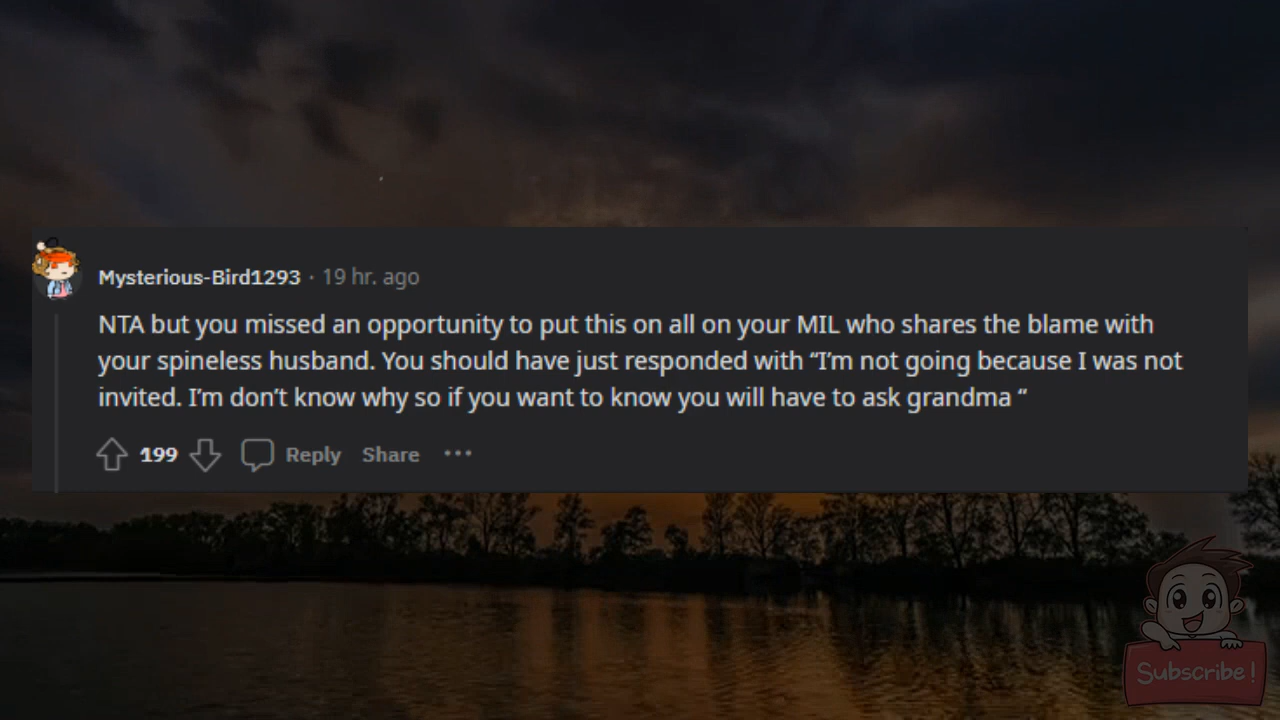 Mysterious-Bird1293 · 19 hr. ago
NTA but you missed an opportunity to put this on all on your MIL who shares the blame with
your spineless husband. You should have just responded with “I’m not going because I was not
invited. I’m don’t know why so if you want to know you will have to ask grandma “
199 Reply Share ···
Subscribe!